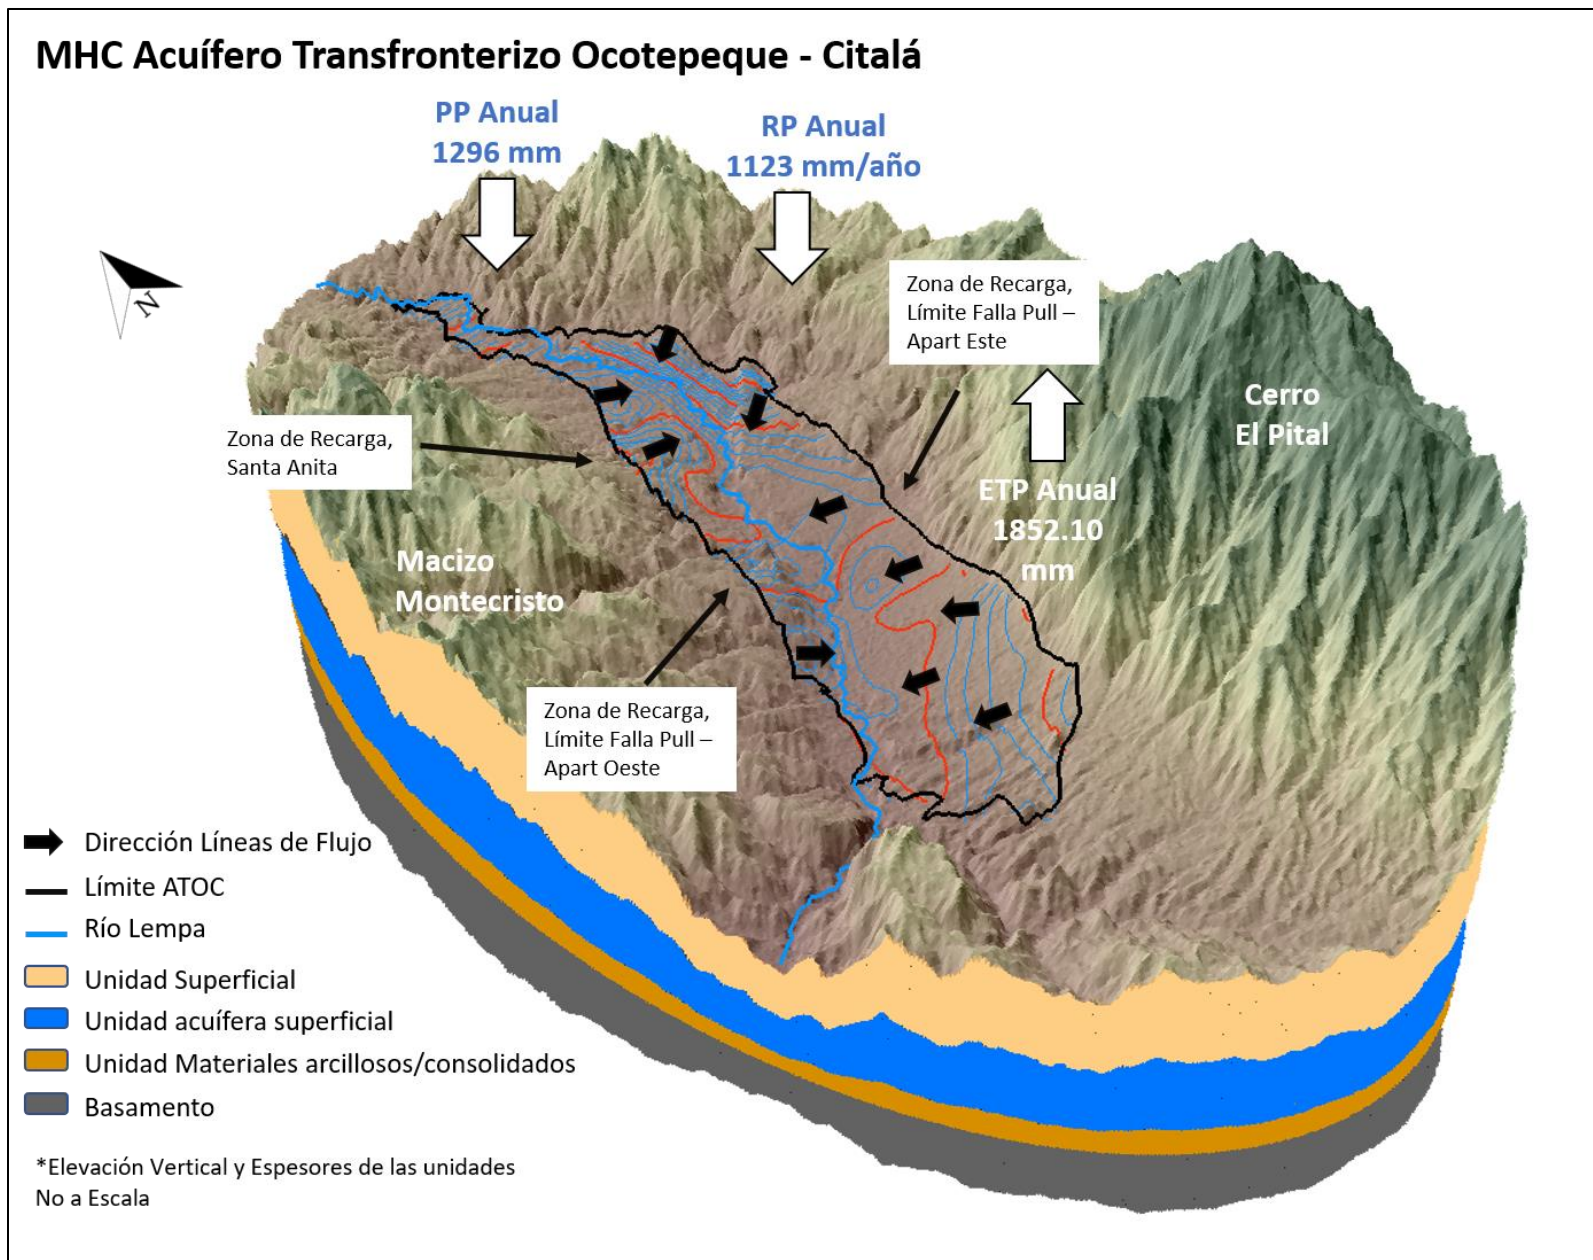 MHC Acuífero Transfronterizo Ocotepeque - Citalá
PP Anual
1296 mm
RP Anual
1123 mm/año
N
Zona de Recarga,
Límite Falla Pull –
Apart Este
Cerro
El Pital
Zona de Recarga,
Santa Anita
ETP Anual
1852.10
mm
Macizo
Montecristo
Zona de Recarga,
Límite Falla Pull –
Apart Oeste
Dirección Líneas de Flujo
Límite ATOC
Río Lempa
Unidad Superficial
Unidad acuífera superficial
Unidad Materiales arcillosos/consolidados
Basamento
*Elevación Vertical y Espesores de las unidades
No a Escala